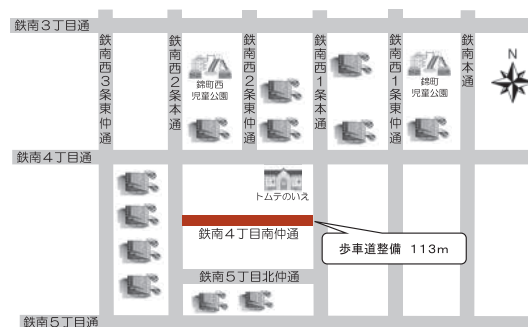 鉄南３丁目通
鉄南西３条東仲通
鉄南西２条本通
鉄南西２条東仲通
鉄南西１条本通
鉄南西１条東仲通
鉄南本通
錦町西
児童公園
錦町
児童公園
N
鉄南４丁目通
トムテのいえ
鉄南４丁目南仲通
歩車道整備 113m
鉄南５丁目北仲通
鉄南５丁目通